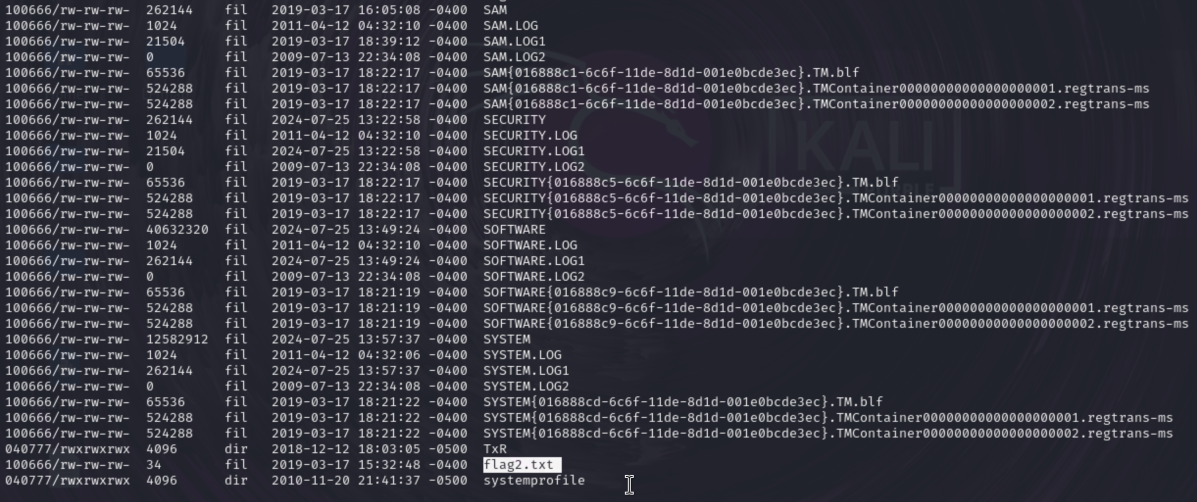 100666/rw-rw-rw-  262144    fil  2019-03-17 16:05:08 -0400  SAM
100666/rw-rw-rw-  1024      fil  2011-04-12 04:32:10 -0400  SAM.LOG
100666/rw-rw-rw-  21504     fil  2019-03-17 18:39:12 -0400  SAM.LOG1
100666/rw-rw-rw-  0         fil  2009-07-13 22:34:08 -0400  SAM.LOG2
100666/rw-rw-rw-  65536     fil  2019-03-17 18:22:17 -0400  SAM{016888c1-6c6f-11de-8d1d-001e0bcde3ec}.TM.blf
100666/rw-rw-rw-  524288    fil  2019-03-17 18:22:17 -0400  SAM{016888c1-6c6f-11de-8d1d-001e0bcde3ec}.TMContainer00000000000000000001.regtrans-ms
100666/rw-rw-rw-  524288    fil  2019-03-17 18:22:17 -0400  SAM{016888c1-6c6f-11de-8d1d-001e0bcde3ec}.TMContainer00000000000000000002.regtrans-ms
100666/rw-rw-rw-  262144    fil  2024-07-25 13:22:58 -0400  SECURITY
100666/rw-rw-rw-  1024      fil  2011-04-12 04:32:10 -0400  SECURITY.LOG
100666/rw-rw-rw-  21504     fil  2024-07-25 13:22:58 -0400  SECURITY.LOG1
100666/rw-rw-rw-  0         fil  2009-07-13 22:34:08 -0400  SECURITY.LOG2
100666/rw-rw-rw-  65536     fil  2019-03-17 18:22:17 -0400  SECURITY{016888c5-6c6f-11de-8d1d-001e0bcde3ec}.TM.blf
100666/rw-rw-rw-  524288    fil  2019-03-17 18:22:17 -0400  SECURITY{016888c5-6c6f-11de-8d1d-001e0bcde3ec}.TMContainer00000000000000000001.regtrans-ms
100666/rw-rw-rw-  524288    fil  2019-03-17 18:22:17 -0400  SECURITY{016888c5-6c6f-11de-8d1d-001e0bcde3ec}.TMContainer00000000000000000002.regtrans-ms
100666/rw-rw-rw-  40632320  fil  2024-07-25 13:49:24 -0400  SOFTWARE
100666/rw-rw-rw-  1024      fil  2011-04-12 04:32:10 -0400  SOFTWARE.LOG
100666/rw-rw-rw-  262144    fil  2024-07-25 13:49:24 -0400  SOFTWARE.LOG1
100666/rw-rw-rw-  0         fil  2009-07-13 22:34:08 -0400  SOFTWARE.LOG2
100666/rw-rw-rw-  65536     fil  2019-03-17 18:21:19 -0400  SOFTWARE{016888c9-6c6f-11de-8d1d-001e0bcde3ec}.TM.blf
100666/rw-rw-rw-  524288    fil  2019-03-17 18:21:19 -0400  SOFTWARE{016888c9-6c6f-11de-8d1d-001e0bcde3ec}.TMContainer00000000000000000001.regtrans-ms
100666/rw-rw-rw-  524288    fil  2019-03-17 18:21:19 -0400  SOFTWARE{016888c9-6c6f-11de-8d1d-001e0bcde3ec}.TMContainer00000000000000000002.regtrans-ms
100666/rw-rw-rw-  12582912  fil  2024-07-25 13:57:37 -0400  SYSTEM
100666/rw-rw-rw-  1024      fil  2011-04-12 04:32:06 -0400  SYSTEM.LOG
100666/rw-rw-rw-  262144    fil  2024-07-25 13:57:37 -0400  SYSTEM.LOG1
100666/rw-rw-rw-  0         fil  2009-07-13 22:34:08 -0400  SYSTEM.LOG2
100666/rw-rw-rw-  65536     fil  2019-03-17 18:21:22 -0400  SYSTEM{016888cd-6c6f-11de-8d1d-001e0bcde3ec}.TM.blf
100666/rw-rw-rw-  524288    fil  2019-03-17 18:21:22 -0400  SYSTEM{016888cd-6c6f-11de-8d1d-001e0bcde3ec}.TMContainer00000000000000000001.regtrans-ms
100666/rw-rw-rw-  524288    fil  2019-03-17 18:21:22 -0400  SYSTEM{016888cd-6c6f-11de-8d1d-001e0bcde3ec}.TMContainer00000000000000000002.regtrans-ms
040777/rwxrwxrwx  4096      dir  2018-12-12 18:03:05 -0500  TxR
100666/rw-rw-rw-  34        fil  2019-03-17 15:32:48 -0400  flag2.txt
040777/rwxrwxrwx  4096      dir  2010-11-20 21:41:37 -0500  systemprofile
KALI